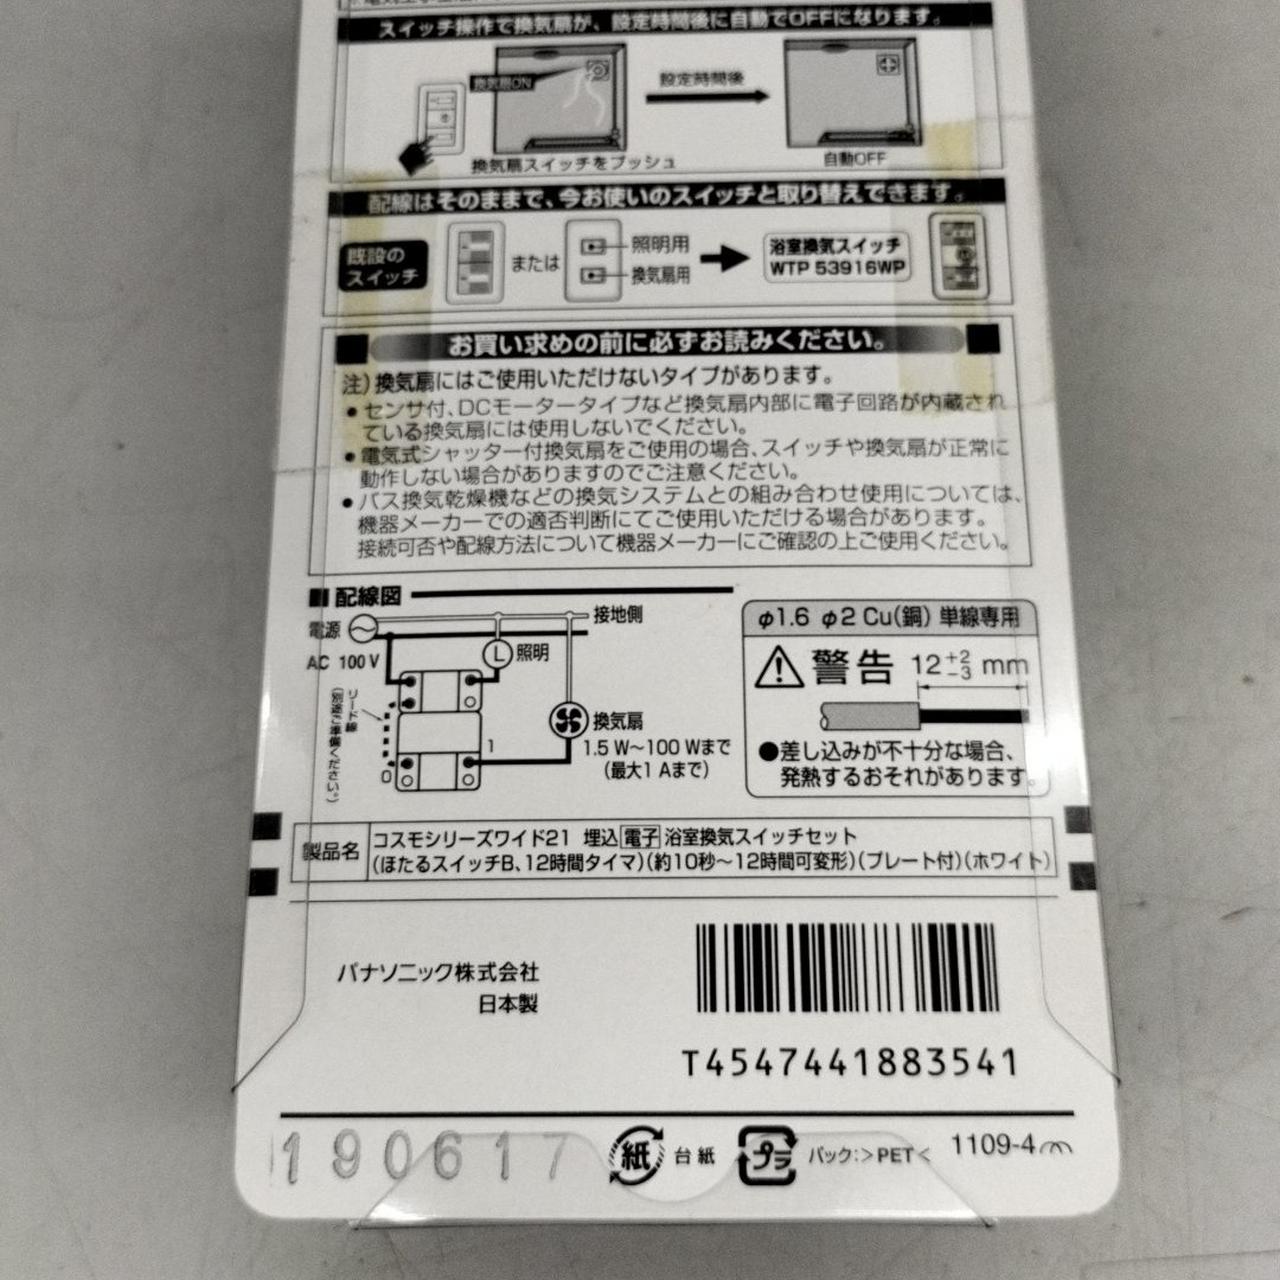 スイッチ操作で換気扇が、設定時間後に自動でOFFになります。
換気扇ON
設定時間後
換気扇スイッチをプッシュ
自動OFF
配線はそのままで、今お使いのスイッチと取り替えできます。
既設の
スイッチ
または
照明用
換気扇用
浴室換気スイッチ
WTP 53916WP
お買い求めの前に必ずお読みください。
注)換気扇にはご使用いただけないタイプがあります。
●センサ付、DCモータータイプなど換気扇内部に電子回路が内蔵され
ている換気扇には使用しないでください。
●電気式シャッター付換気扇をご使用の場合、スイッチや換気扇が正常に
動作しない場合がありますのでご注意ください。
●バス換気乾燥機などの換気システムとの組み合わせ使用については、
機器メーカーでの適否判断にてご使用いただける場合があります。
接続可否や配線方法について機器メーカーにご確認の上ご使用ください。
■配線図
電源
AC 100V
接地側
L 照明
リード線
(別途ご準備ください。)
0
1
換気扇
1.5W~100Wまで
(最大1Aまで)
φ1.6 φ2 Cu(銅) 単線専用
警告
12 +2 −3 mm
●差し込みが不十分な場合、
発熱するおそれがあります。
製品名
コスモシリーズワイド21 埋込 電子 浴室換気スイッチセット
(ほたるスイッチB、12時間タイマ)(約10秒~12時間可変形)(プレート付)(ホワイト)
パナソニック株式会社
日本製
T4547441883541
190617
紙 台紙
プラ パック:>PET<
1109-4